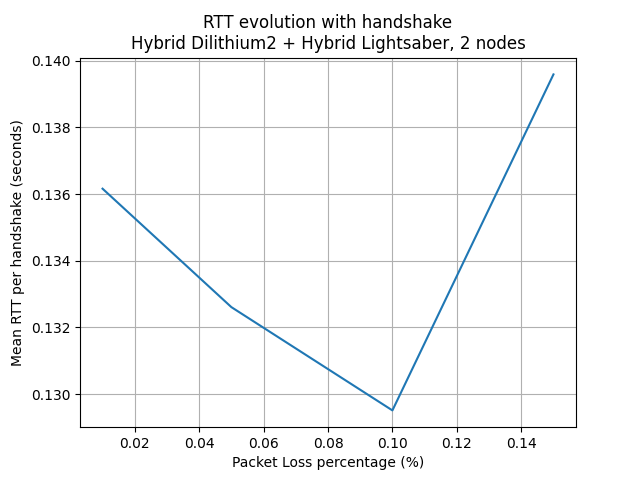 RTT evolution with handshake
Hybrid Dilithium2 + Hybrid Lightsaber, 2 nodes
Mean RTT per handshake (seconds)
0.140
0.138
0.136
0.134
0.132
0.130
0.02 0.04 0.06 0.08 0.10 0.12 0.14
Packet Loss percentage (%)